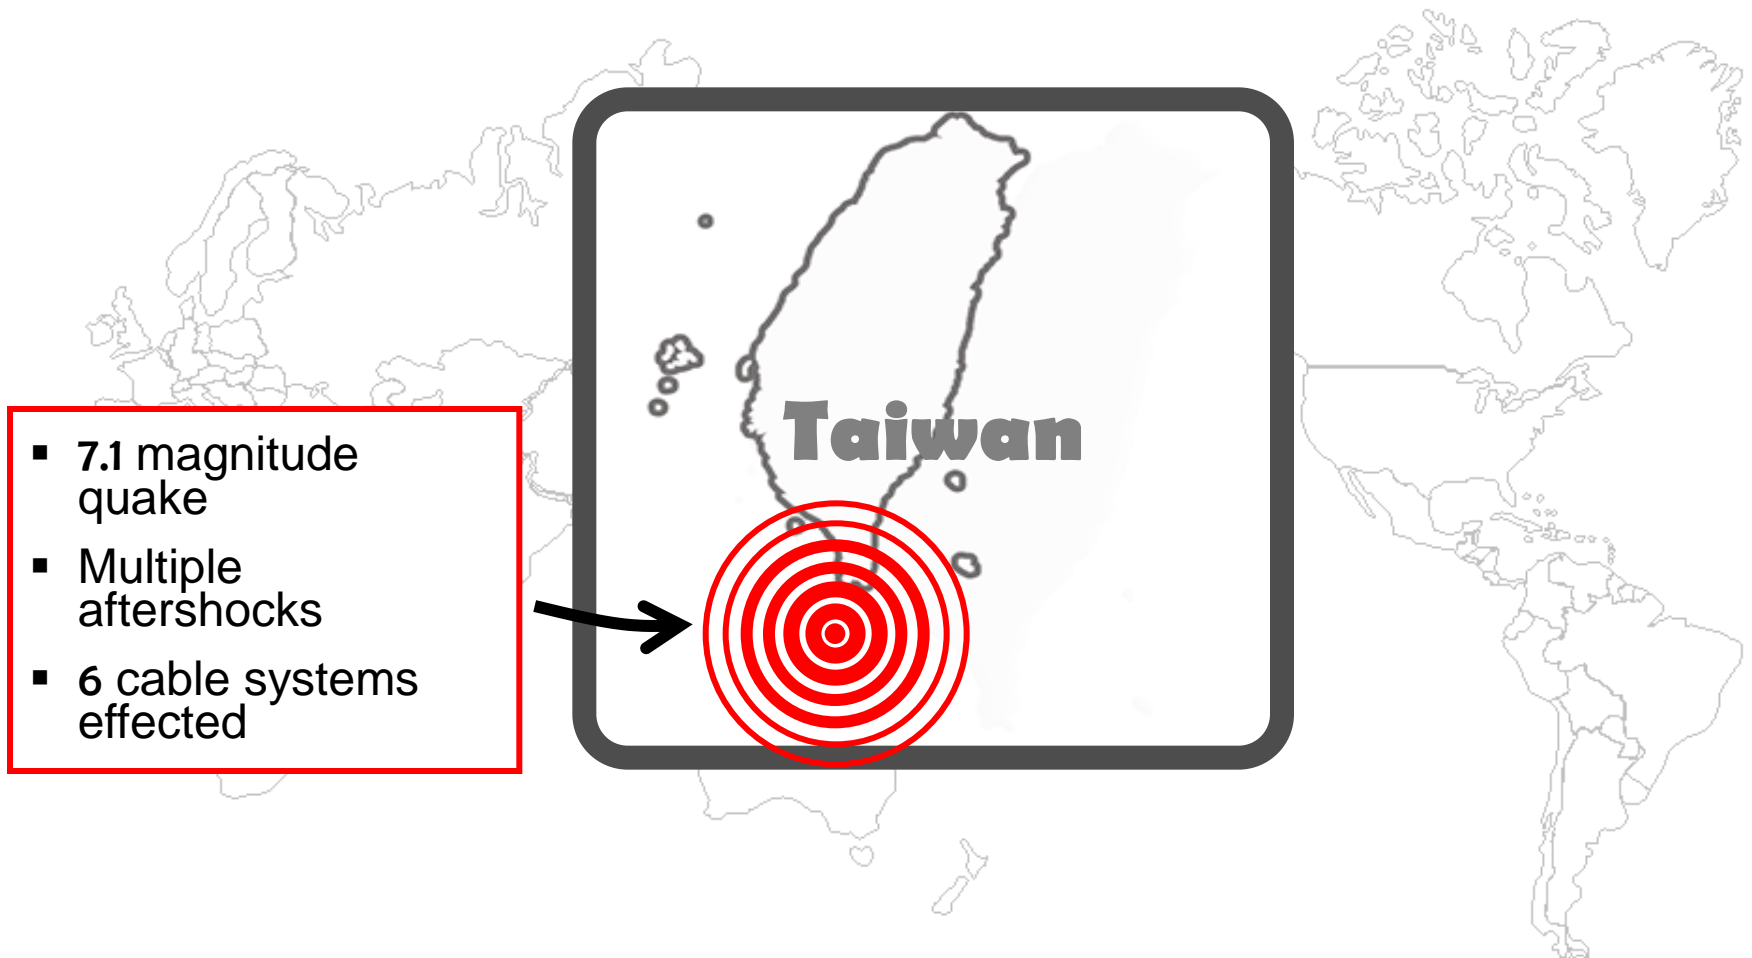 ▪ 7.1 magnitude
quake
▪ Multiple
aftershocks
▪ 6 cable systems
effected
Taiwan